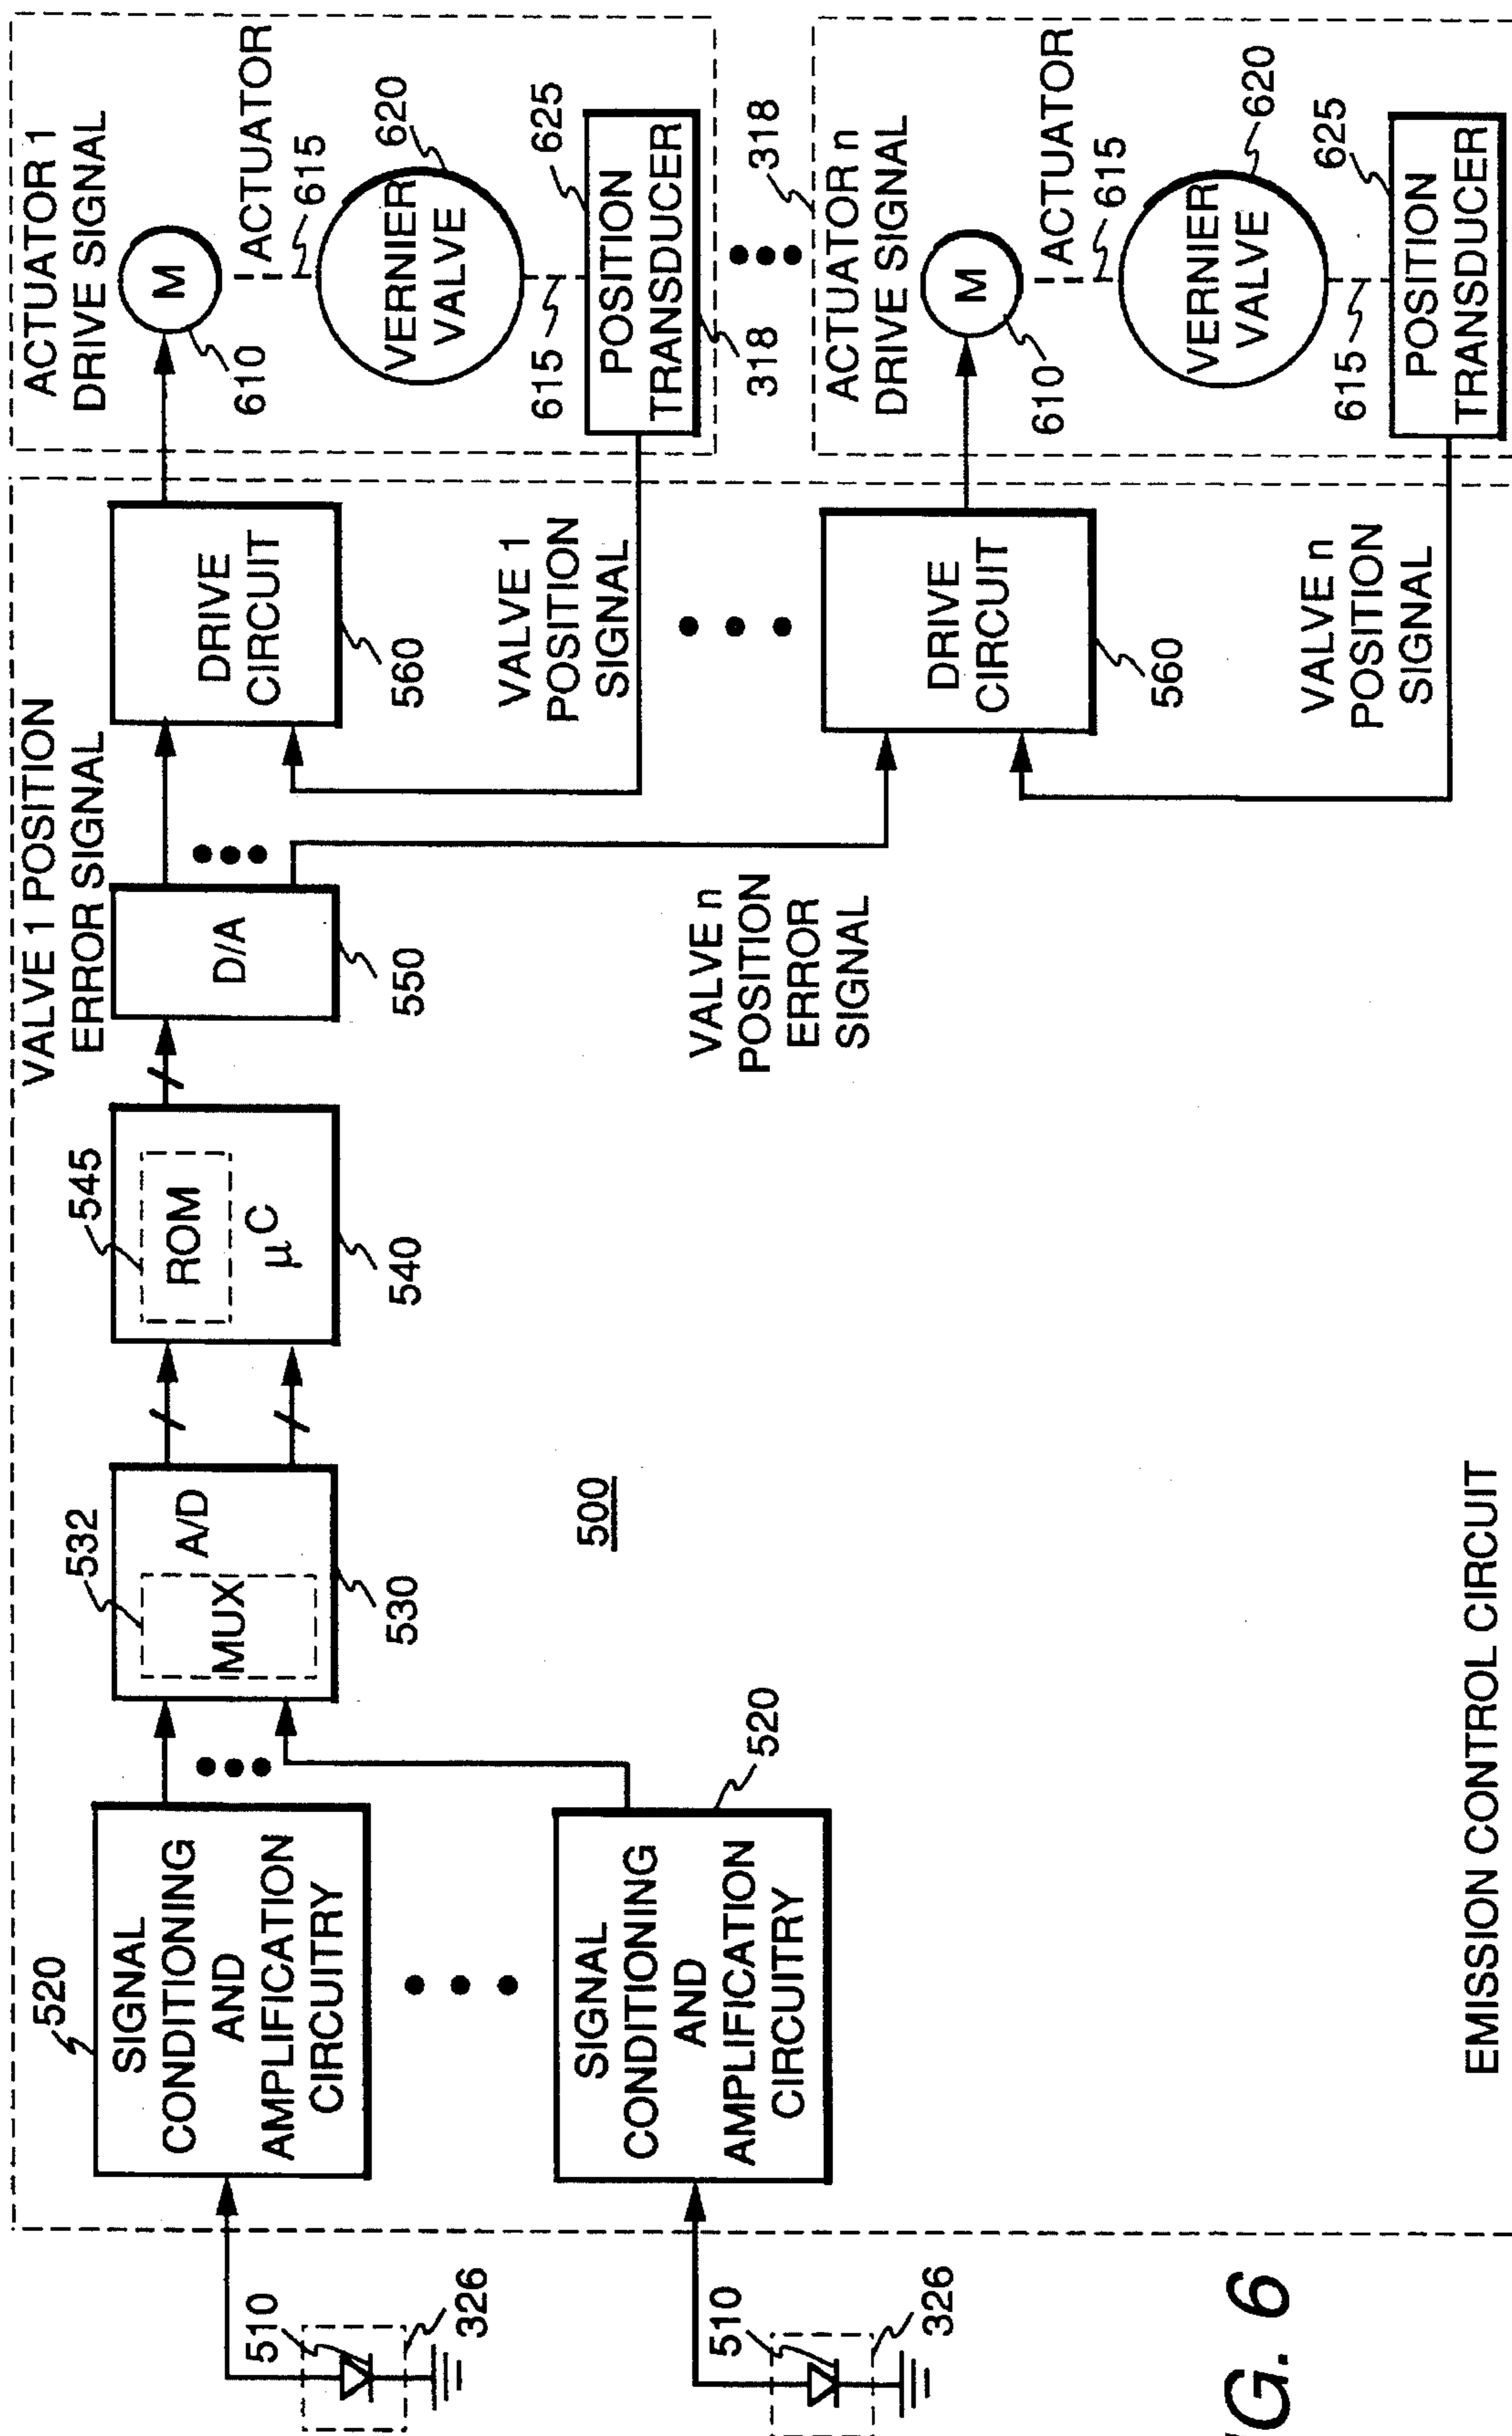 VALVE 1 POSITION
ERROR SIGNAL
ACTUATOR 1
DRIVE SIGNAL
520
SIGNAL
CONDITIONING
AND
AMPLIFICATION
CIRCUITRY
532
MUX
A/D
530
545
ROM
µC
540
D/A
550
DRIVE
CIRCUIT
560
M
610
ACTUATOR
615
VERNIER
VALVE
620
615
POSITION
TRANSDUCER
625
318
VALVE 1
POSITION
SIGNAL
510
326
SIGNAL
CONDITIONING
AND
AMPLIFICATION
CIRCUITRY
520
500
VALVE n
POSITION
ERROR
SIGNAL
DRIVE
CIRCUIT
560
318
ACTUATOR n
DRIVE SIGNAL
M
610
ACTUATOR
615
VERNIER
VALVE
620
615
POSITION
TRANSDUCER
625
VALVE n
POSITION
SIGNAL
510
326
G. 6
EMISSION CONTROL CIRCUIT